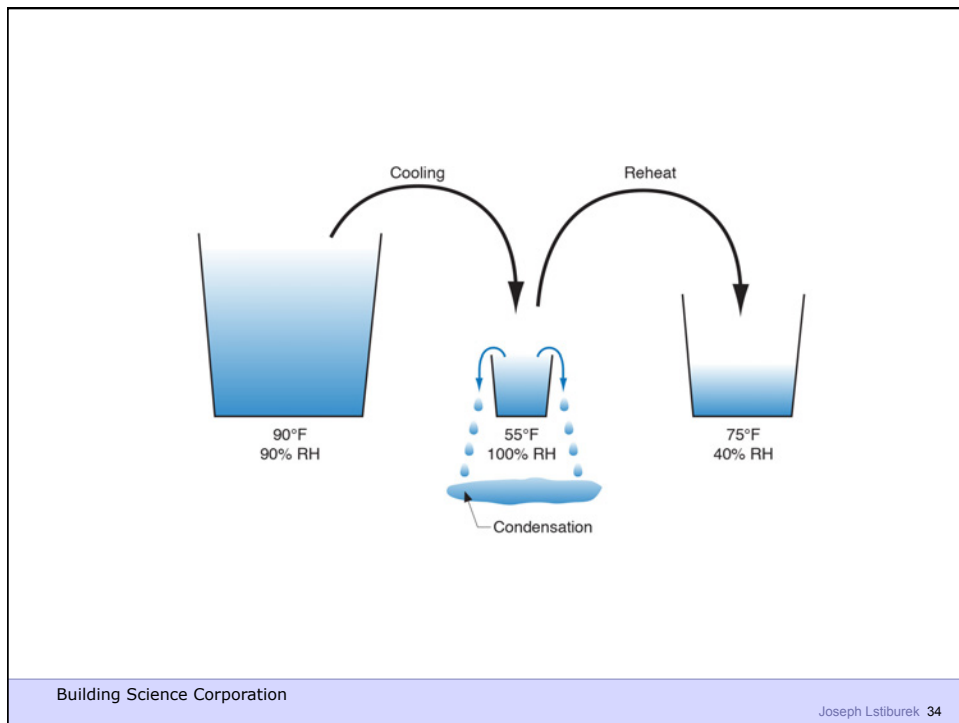 Cooling
Reheat
90°F
90% RH
55°F
100% RH
75°F
40% RH
Condensation
Building Science Corporation
Joseph Lstiburek 34